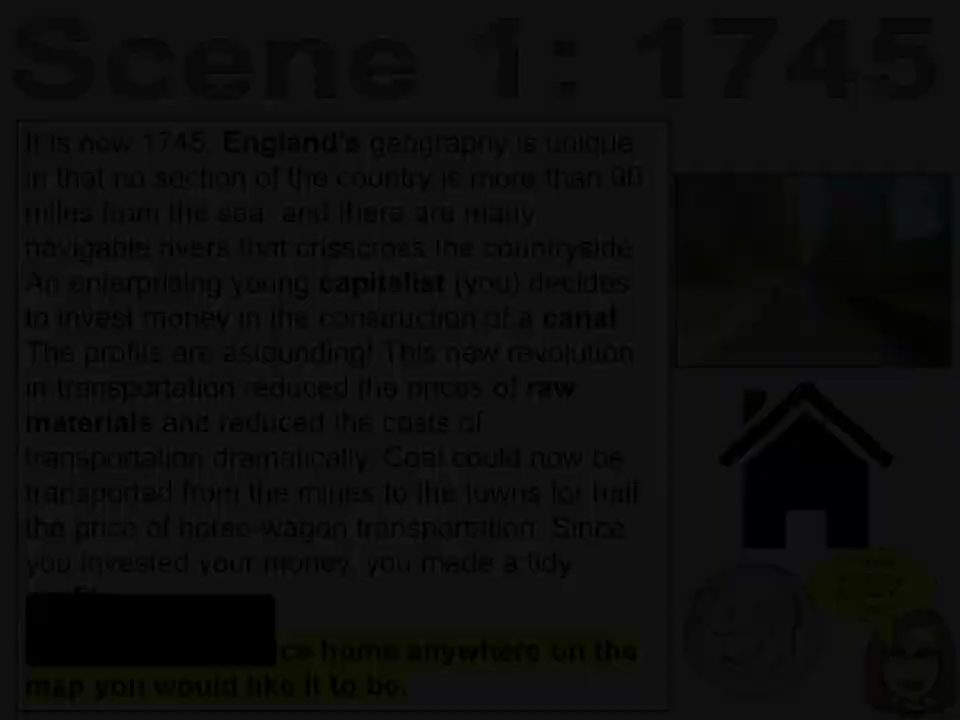 Scene 1: 1745
It is now 1745. England's geography is unique
in that no section of the country is more than 90
miles from the sea, and there are many
navigable rivers that crisscross the countryside.
An enterprising young capitalist (you) decides
to invest money in the construction of a canal.
The profits are astounding! This new revolution
in transportation reduced the prices of raw
materials and reduced the costs of
transportation dramatically. Coal could now be
transported from the mines to the towns for half
the price of horse-wagon transportation. Since
you invested your money, you made a tidy
home anywhere on the
map you would like it to be.